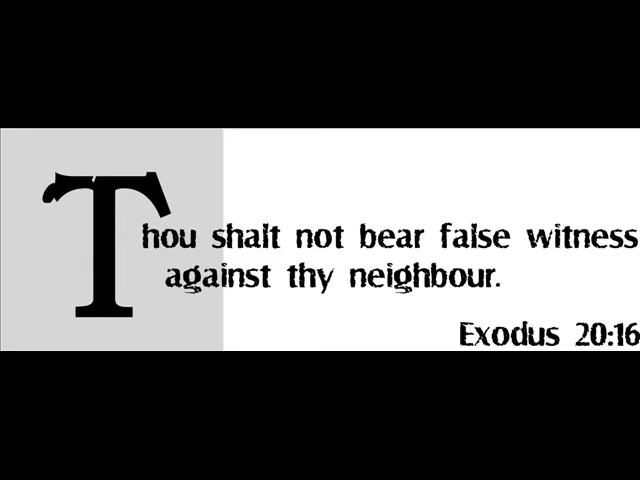 Thou shalt not bear false witness
against thy neighbour.
Exodus 20:16